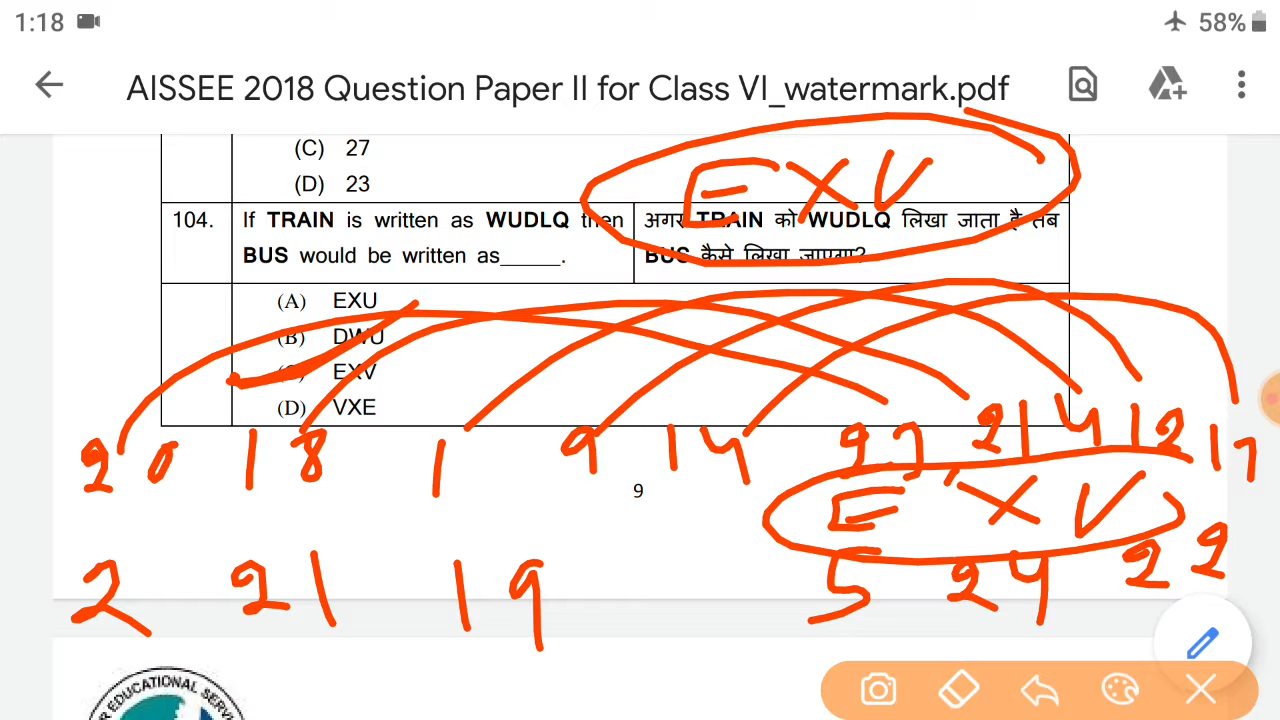 1:18 58%
AISSEE 2018 Question Paper II for Class VI_watermark.pdf
(C) 27
(D) 23
EXV
104. If TRAIN is written as WUDLQ then
BUS would be written as_____.
अगर TRAIN को WUDLQ लिखा जाता है तब
BUS कैसे लिखा जाएगा?
(A) EXU
(B) DWU
(C) EXV
(D) VXE
20 18 1 9 14 23, 21 4 12 17
9
E X V
2 21 19 5 24 22
EDUCATIONAL SERV